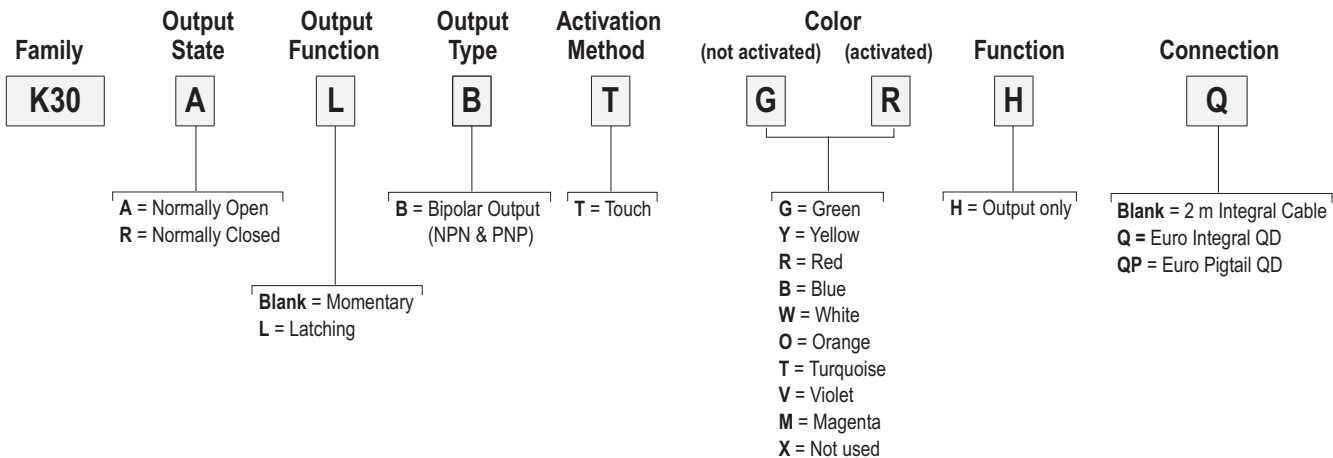 Family
Output State
Output Function
Output Type
Activation Method
Color
(not activated) (activated)
Function
Connection
K30 A L B T G R H Q
A = Normally Open
R = Normally Closed
Blank = Momentary
L = Latching
B = Bipolar Output
(NPN & PNP)
T = Touch
G = Green
Y = Yellow
R = Red
B = Blue
W = White
O = Orange
T = Turquoise
V = Violet
M = Magenta
X = Not used
H = Output only
Blank = 2 m Integral Cable
Q = Euro Integral QD
QP = Euro Pigtail QD